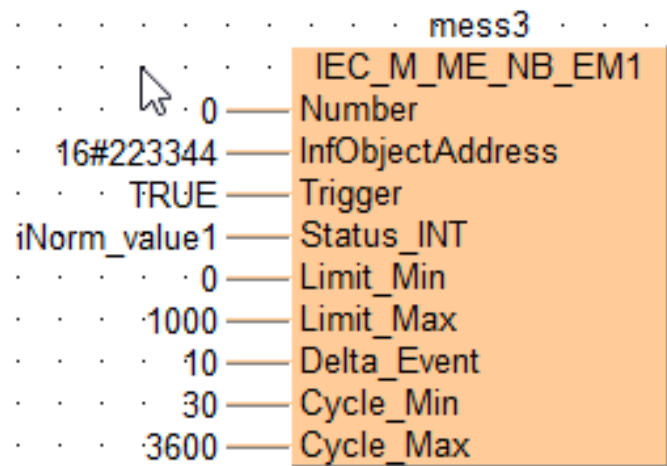 mess3
IEC_M_ME_NB_EM1
0 Number
16#223344 InfObjectAddress
TRUE Trigger
iNorm_value1 Status_INT
0 Limit_Min
1000 Limit_Max
10 Delta_Event
30 Cycle_Min
3600 Cycle_Max